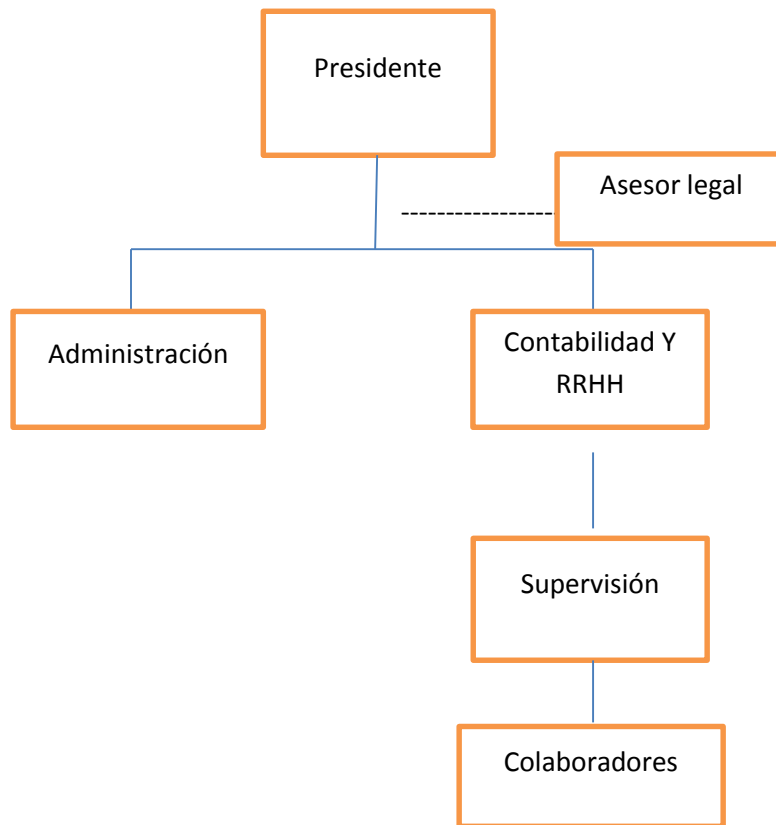 Presidente
Asesor legal
Administración
Contabilidad Y
RRHH
Supervisión
Colaboradores